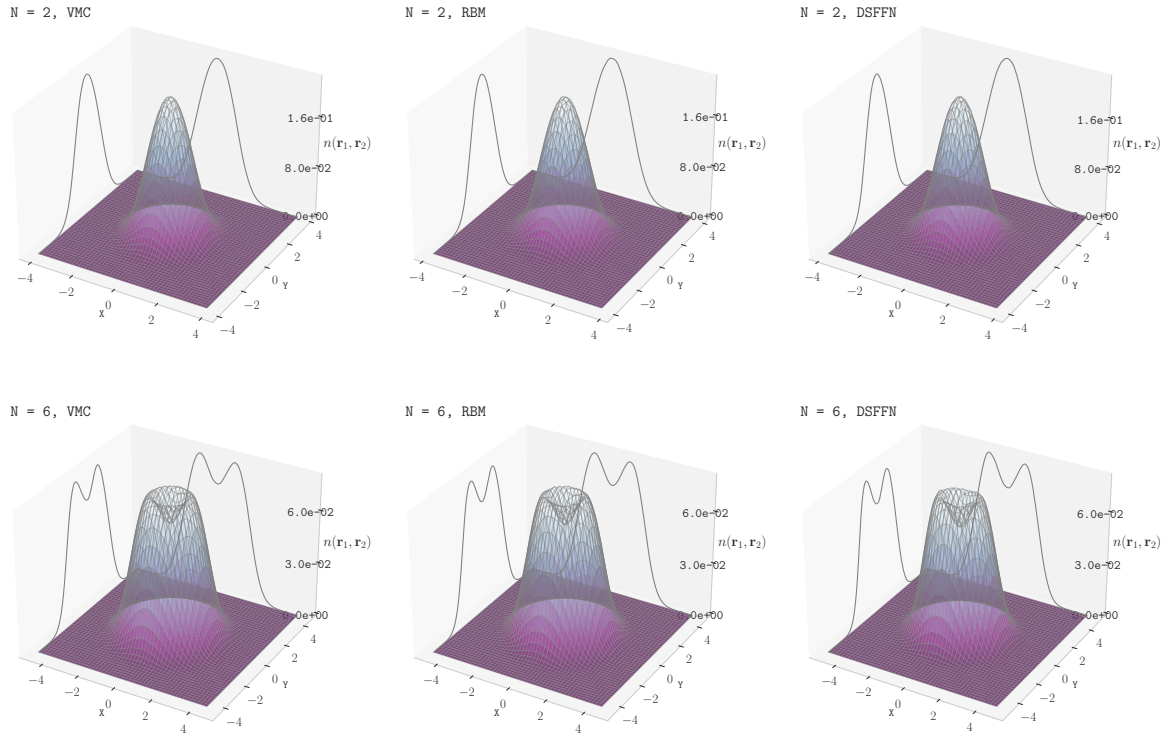 N = 2, VMC
1.6e−01
n(r₁, r₂)
8.0e−02
0.0e+00
−4
−2
0
2
4
X
−4
−2
0
2
4
Y
N = 2, RBM
1.6e−01
n(r₁, r₂)
8.0e−02
0.0e+00
−4
−2
0
2
4
X
−4
−2
0
2
4
Y
N = 2, DSFFN
1.6e−01
n(r₁, r₂)
8.0e−02
0.0e+00
−4
−2
0
2
4
X
−4
−2
0
2
4
Y
N = 6, VMC
6.0e−02
n(r₁, r₂)
3.0e−02
0.0e+00
−4
−2
0
2
4
X
−4
−2
0
2
4
Y
N = 6, RBM
6.0e−02
n(r₁, r₂)
3.0e−02
0.0e+00
−4
−2
0
2
4
X
−4
−2
0
2
4
Y
N = 6, DSFFN
6.0e−02
n(r₁, r₂)
3.0e−02
0.0e+00
−4
−2
0
2
4
X
−4
−2
0
2
4
Y